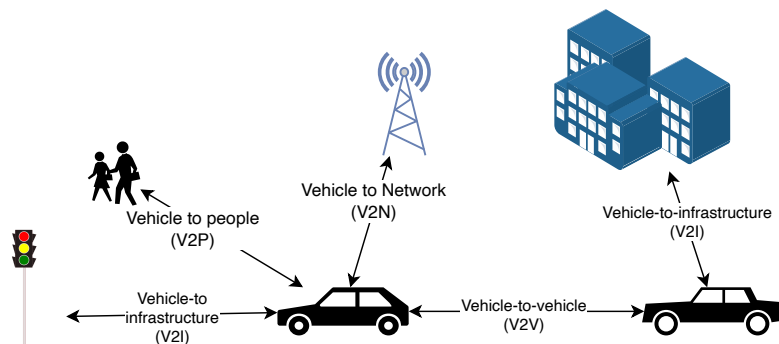 Vehicle to Network
(V2N)
Vehicle to people
(V2P)
Vehicle-to-infrastructure
(V2I)
Vehicle-to
infrastructure
(V2I)
Vehicle-to-vehicle
(V2V)